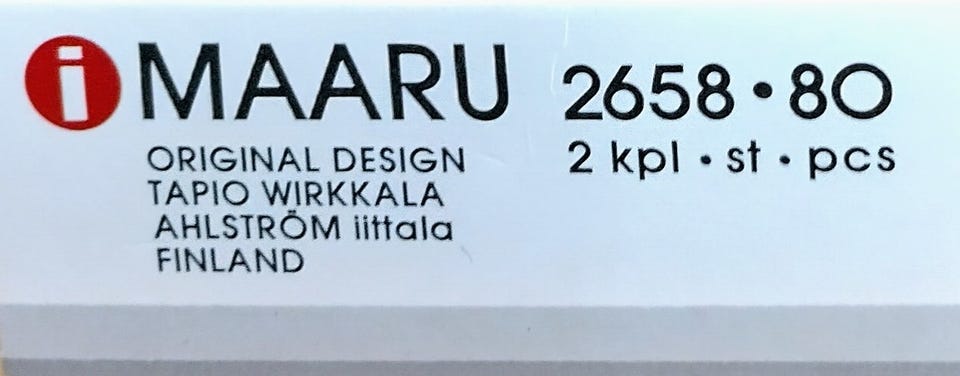 i MAARU 2658 • 80
ORIGINAL DESIGN 2 kpl • st • pcs
TAPIO WIRKKALA
AHLSTRÖM iittala
FINLAND